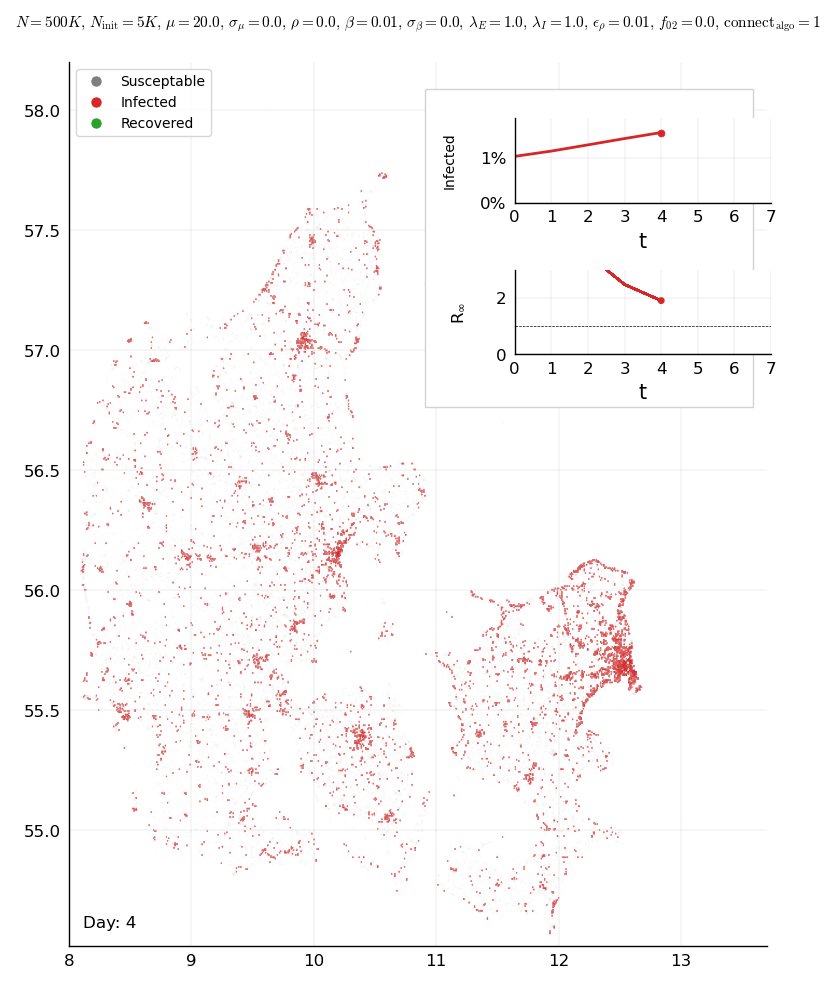 N = 500K, N_init = 5K, μ = 20.0, σ_μ = 0.0, ρ = 0.0, β = 0.01, σ_β = 0.0, λ_E = 1.0, λ_I = 1.0, ϵ_ρ = 0.01, f_02 = 0.0, connect_algo = 1
Susceptable
Infected
Recovered
Infected
1%
0%
0 1 2 3 4 5 6 7
t
R∞
2
0
0 1 2 3 4 5 6 7
t
58.0
57.5
57.0
56.5
56.0
55.5
55.0
Day: 4
8 9 10 11 12 13